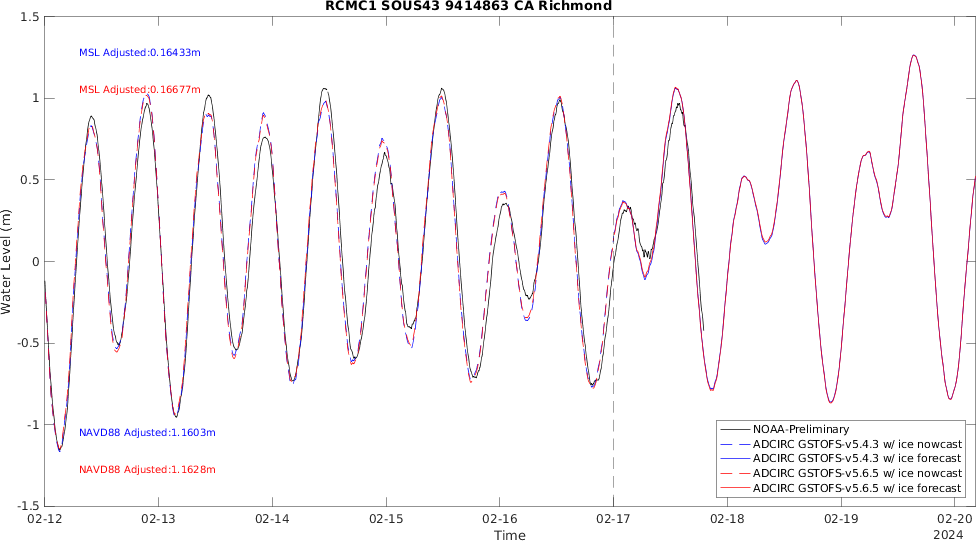 RCMC1 SOUS43 9414863 CA Richmond
1.5
1
0.5
0
-0.5
-1
-1.5
Water Level (m)
MSL Adjusted:0.16433m
MSL Adjusted:0.16677m
NAVD88 Adjusted:1.1603m
NAVD88 Adjusted:1.1628m
NOAA-Preliminary
ADCIRC GSTOFS-v5.4.3 w/ ice nowcast
ADCIRC GSTOFS-v5.4.3 w/ ice forecast
ADCIRC GSTOFS-v5.6.5 w/ ice nowcast
ADCIRC GSTOFS-v5.6.5 w/ ice forecast
02-12 02-13 02-14 02-15 02-16 02-17 02-18 02-19 02-20
Time
2024